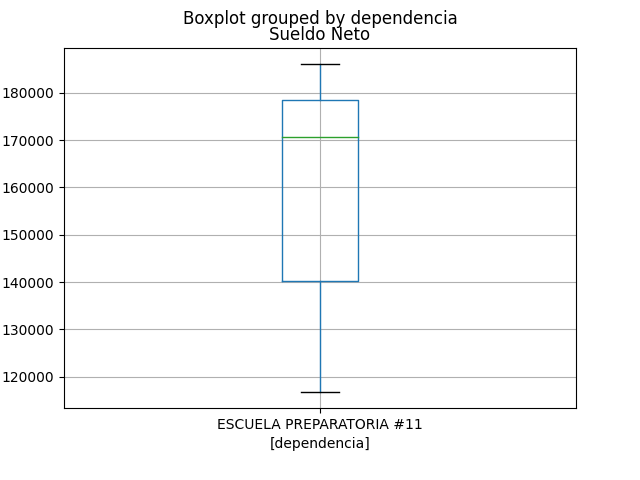 Boxplot grouped by dependencia
Sueldo Neto
180000
170000
160000
150000
140000
130000
120000
ESCUELA PREPARATORIA #11
[dependencia]